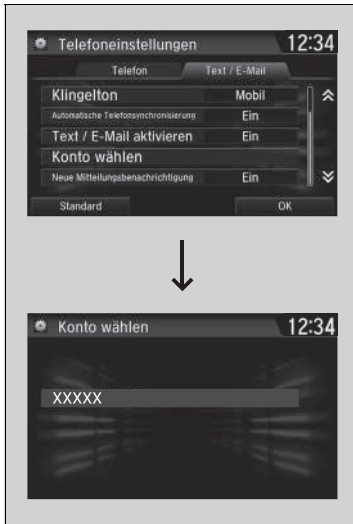 Telefoneinstellungen 12:34
Telefon Text / E-Mail
Klingelton Mobil
Automatische Telefonsynchronisierung Ein
Text / E-Mail aktivieren Ein
Konto wählen
Neue Mitteilungsbenachrichtigung Ein
Standard OK
Konto wählen 12:34
XXXXX